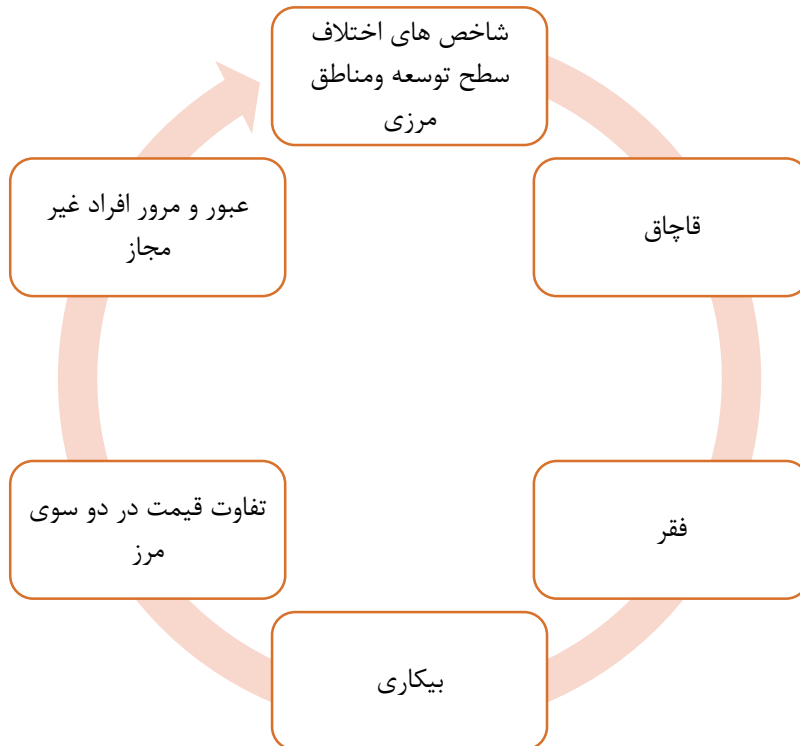 شاخص های اختلاف
سطح توسعه ومناطق
مرزی
قاچاق
فقر
بیکاری
تفاوت قیمت در دو سوی
مرز
عبور و مرور افراد غیر
مجاز